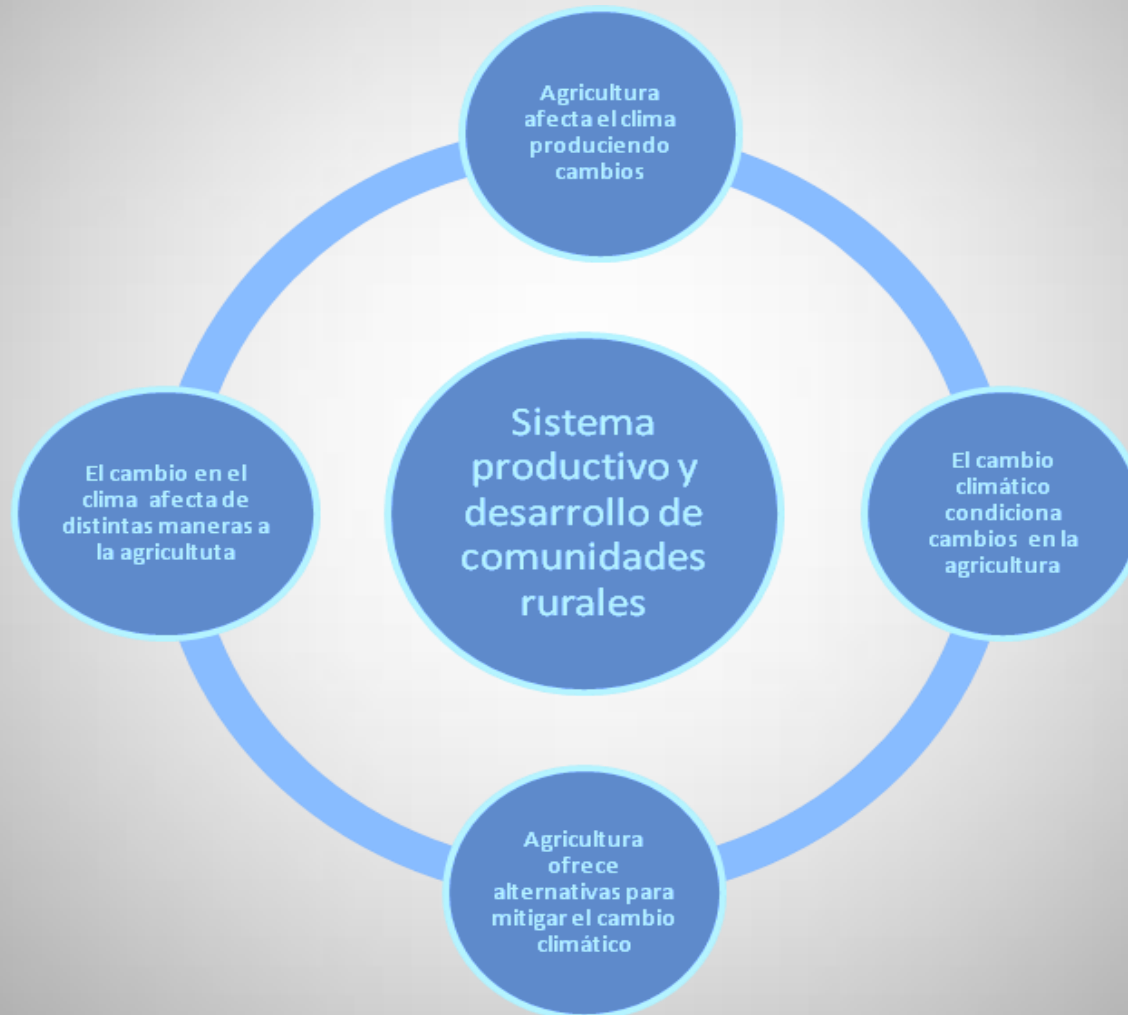 Agricultura
afecta el clima
produciendo
cambios
El cambio en el
clima afecta de
distintas maneras a
la agricultuta
Sistema
productivo y
desarrollo de
comunidades
rurales
El cambio
climático
condiciona
cambios en la
agricultura
Agricultura
ofrece
alternativas para
mitigar el cambio
climático